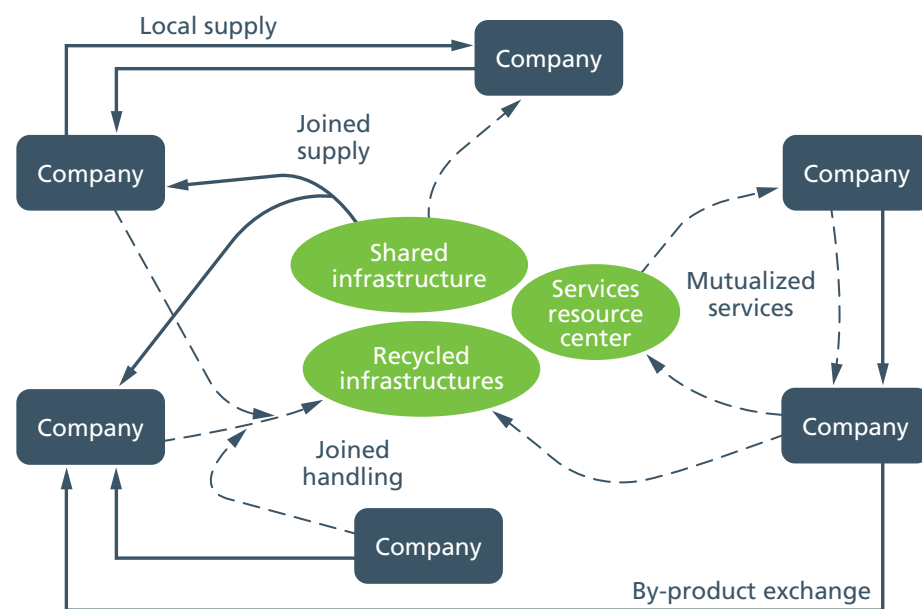 Local supply
Company
Joined
supply
Company
Company
Shared
infrastructure
Services
resource
center
Mutualized
services
Recycled
infrastructures
Company
Company
Joined
handling
Company
By-product exchange